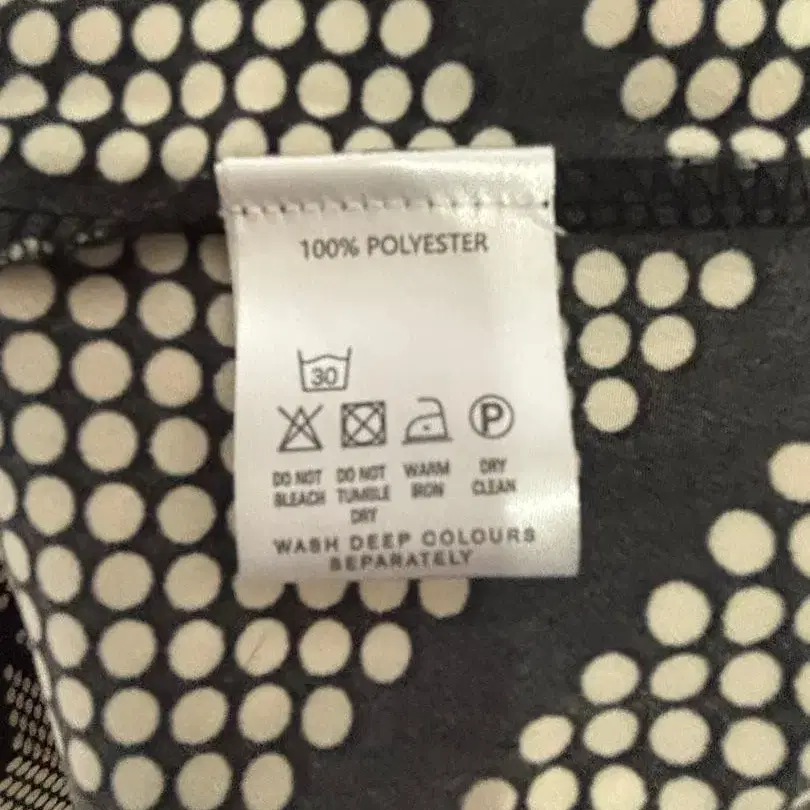 100% POLYESTER
30
P
DO NOT BLEACH
DO NOT TUMBLE DRY
WARM IRON
DRY CLEAN
WASH DEEP COLOURS
SEPARATELY